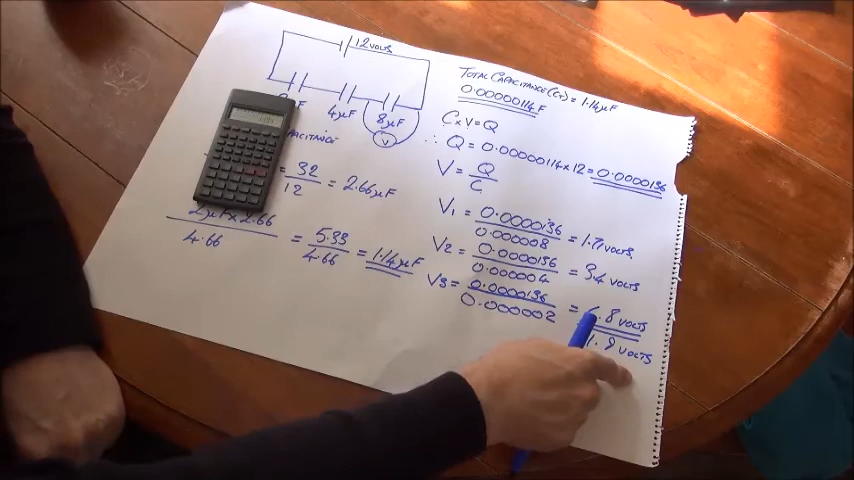 12 VOLTS
4µF
8µF
V
= 32 / 12 = 2.66µF
2µF x 2.66 / 4.66 = 5.33 / 4.66 = 1.14µF
TOTAL CAPACITANCE (CT) = 1.14µF
0.00000114F
C x V = Q
∴ Q = 0.00000114 x 12 = 0.0000136
V = Q / C
V1 = 0.0000136 / 0.000008 = 1.7 VOLTS
V2 = 0.0000136 / 0.000004 = 3.4 VOLTS
V3 = 0.0000136 / 0.000002 = 6.8 VOLTS
11.9 VOLTS